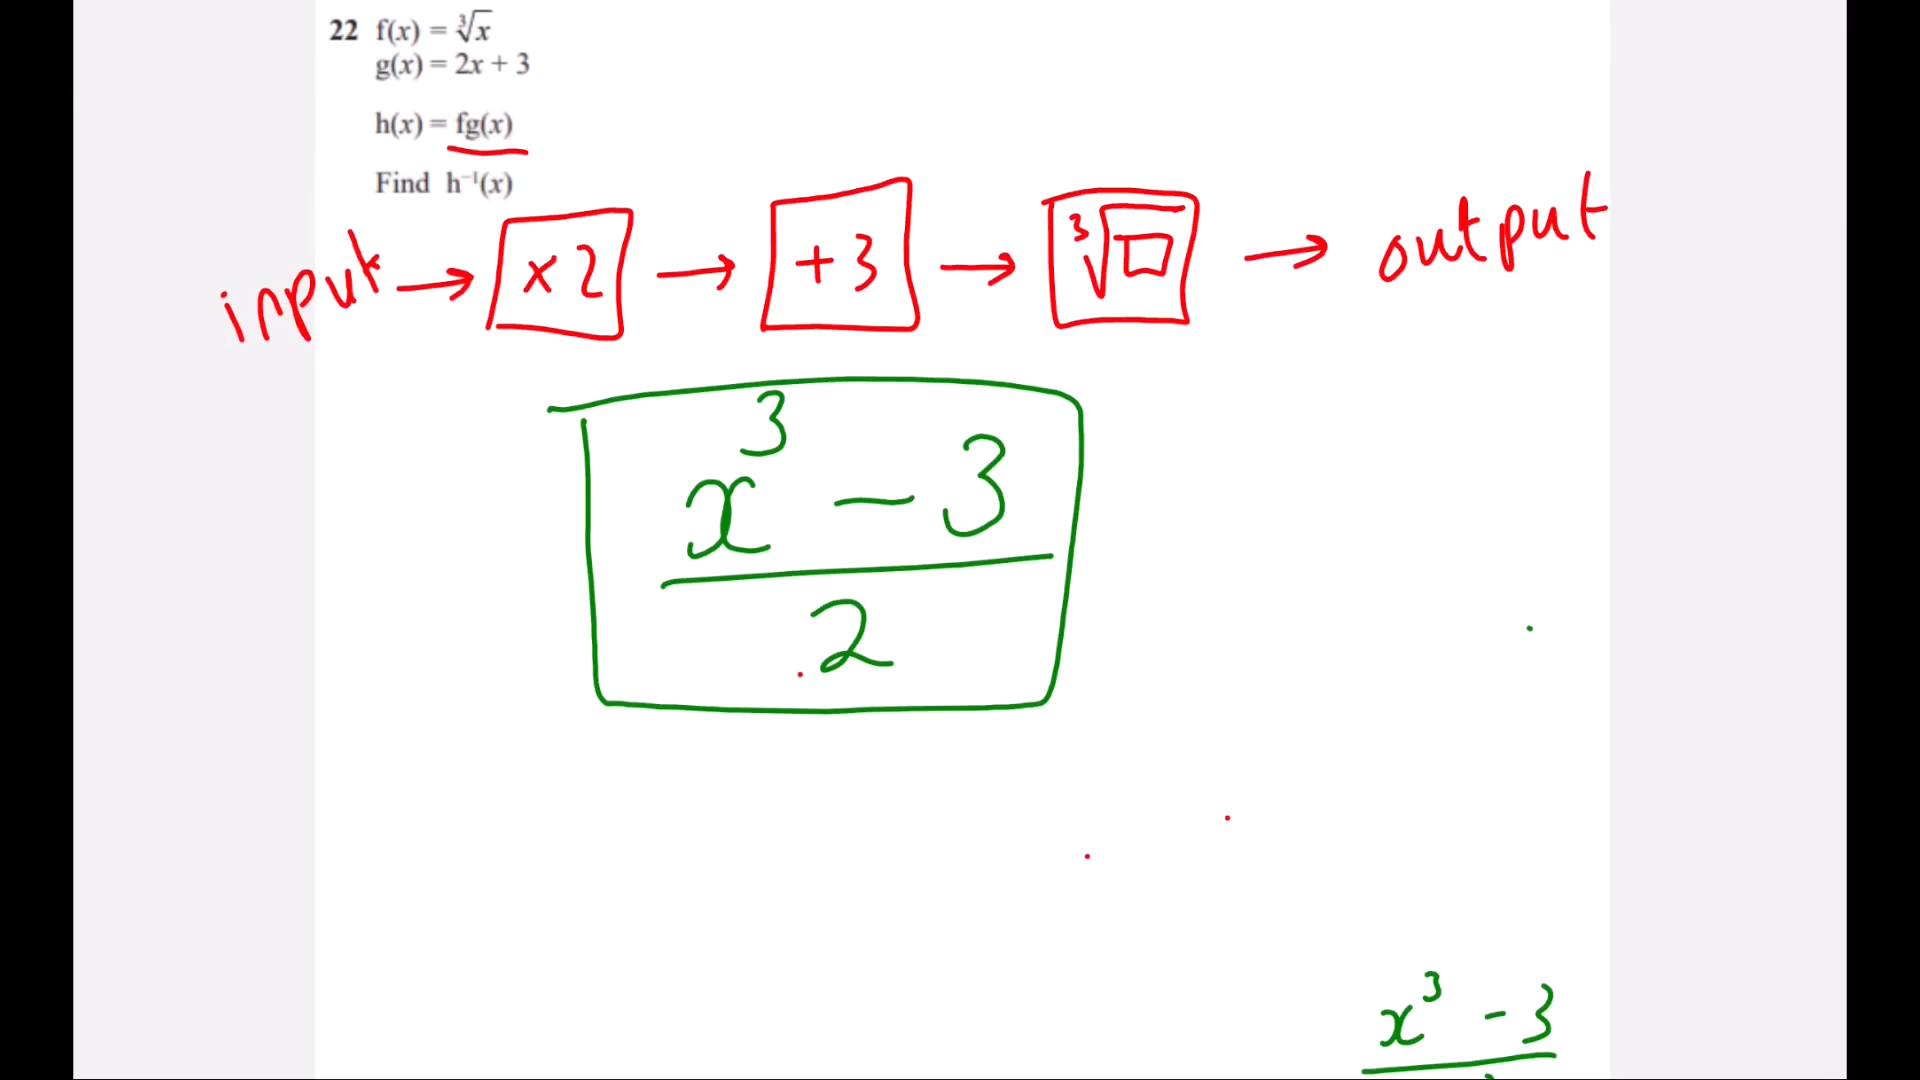 22 f(x) = ∛x
g(x) = 2x + 3
h(x) = fg(x)
Find h⁻¹(x)
input → ×2 → +3 → ∛□ → output
x³ − 3
2
x³ - 3